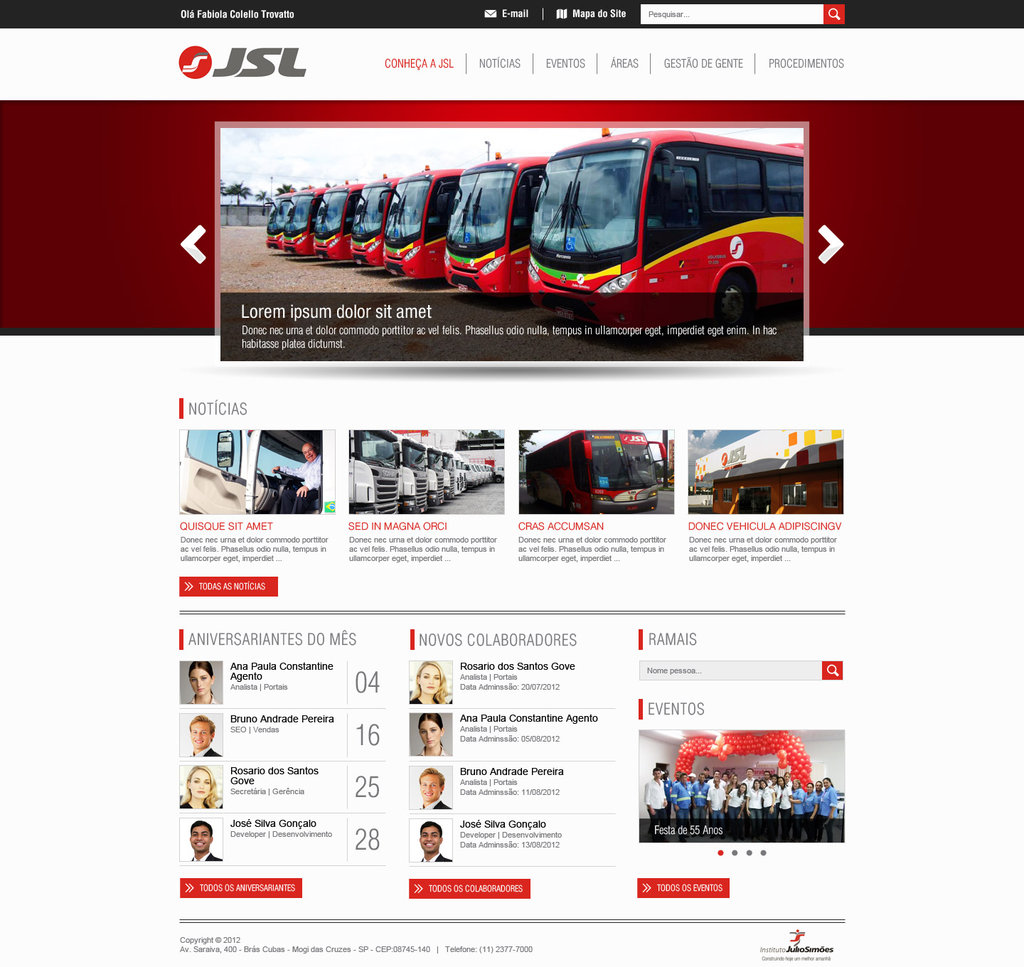 Olá Fabiola Colello Trovatto
E-mail
Mapa do Site
Pesquisar...
JSL
CONHEÇA A JSL
NOTÍCIAS
EVENTOS
ÁREAS
GESTÃO DE GENTE
PROCEDIMENTOS
Lorem ipsum dolor sit amet
Donec nec urna et dolor commodo porttitor ac vel felis. Phasellus odio nulla, tempus in ullamcorper eget, imperdiet eget enim. In hac
habitasse platea dictumst.
NOTÍCIAS
JSL
JSL
QUISQUE SIT AMET
Donec nec urna et dolor commodo porttitor
ac vel felis. Phasellus odio nulla, tempus in
ullamcorper eget, imperdiet ...
SED IN MAGNA ORCI
Donec nec urna et dolor commodo porttitor
ac vel felis. Phasellus odio nulla, tempus in
ullamcorper eget, imperdiet ...
CRAS ACCUMSAN
Donec nec urna et dolor commodo porttitor
ac vel felis. Phasellus odio nulla, tempus in
ullamcorper eget, imperdiet ...
DONEC VEHICULA ADIPISCINGV
Donec nec urna et dolor commodo porttitor
ac vel felis. Phasellus odio nulla, tempus in
ullamcorper eget, imperdiet ...
TODAS AS NOTÍCIAS
ANIVERSARIANTES DO MÊS
Ana Paula Constantine
Agento
Analista | Portais
04
Bruno Andrade Pereira
SEO | Vendas
16
Rosario dos Santos
Gove
Secretária | Gerência
25
José Silva Gonçalo
Developer | Desenvolvimento
28
TODOS OS ANIVERSARIANTES
NOVOS COLABORADORES
Rosario dos Santos Gove
Analista | Portais
Data Adminssão: 20/07/2012
Ana Paula Constantine Agento
Analista | Portais
Data Adminssão: 05/08/2012
Bruno Andrade Pereira
Analista | Portais
Data Adminssão: 11/08/2012
José Silva Gonçalo
Developer | Desenvolvimento
Data Adminssão: 13/08/2012
TODOS OS COLABORADORES
RAMAIS
Nome pessoa...
EVENTOS
Festa de 55 Anos
TODOS OS EVENTOS
Copyright © 2012
Av. Saraiva, 400 - Brás Cubas - Mogi das Cruzes - SP - CEP:08745-140 | Telefone: (11) 2377-7000
Instituto JulioSimões
Construindo hoje um melhor amanhã